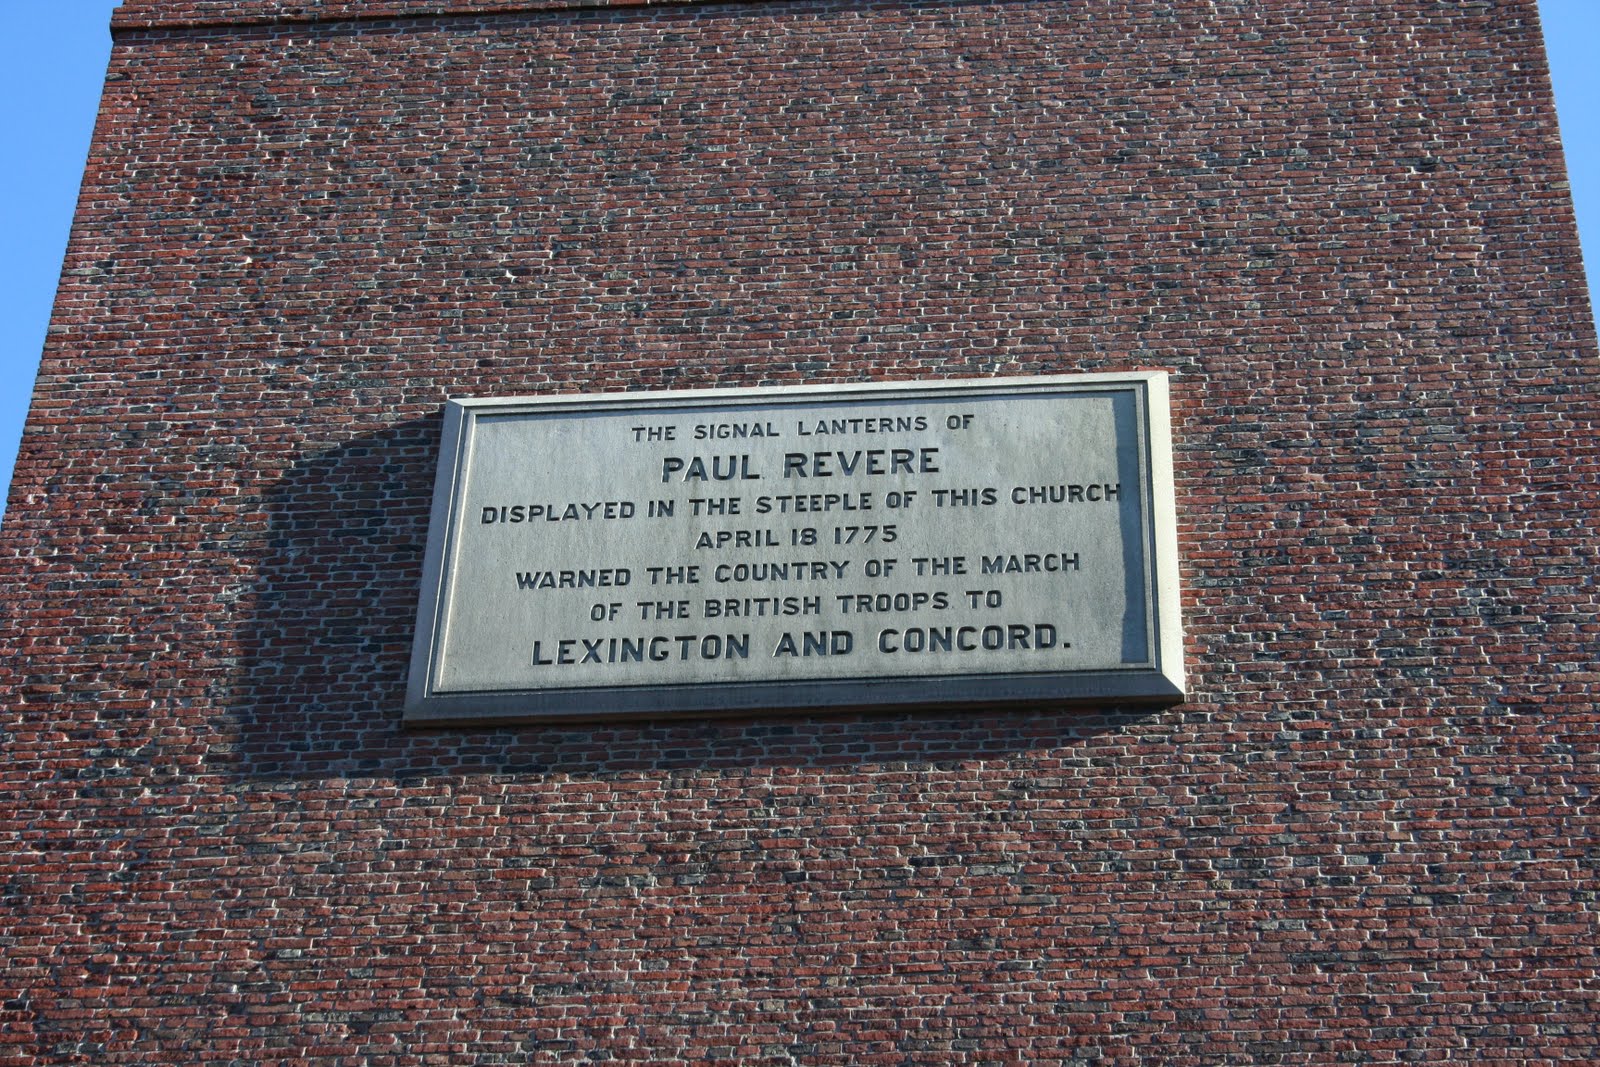 THE SIGNAL LANTERNS OF
PAUL REVERE
DISPLAYED IN THE STEEPLE OF THIS CHURCH
APRIL 18 1775
WARNED THE COUNTRY OF THE MARCH
OF THE BRITISH TROOPS TO
LEXINGTON AND CONCORD.